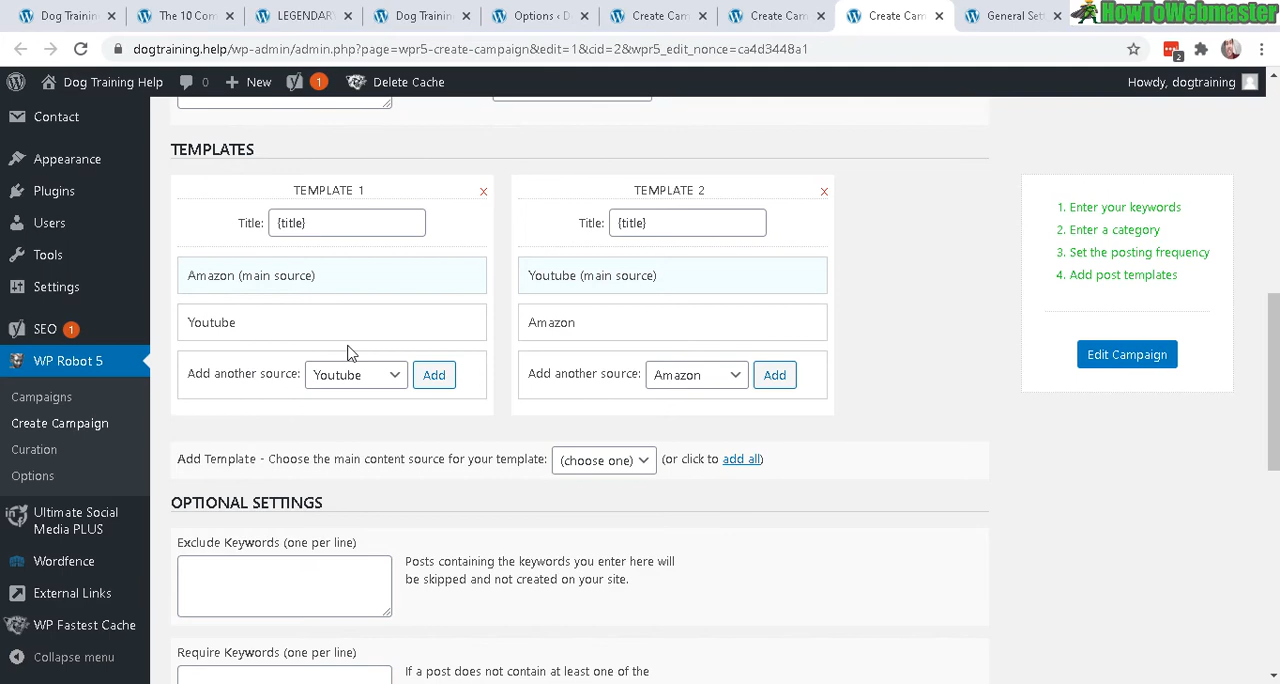 Dog Training
The 10 Com
LEGENDARY
Dog Training
Options
Create Cam
Create Cam
Create Cam
General Set
HowToWebmaster
dogtraining.help/wp-admin/admin.php?page=wpr5-create-campaign&edit=1&cid=2&wpr5_edit_nonce=ca4d3448a1
2
Dog Training Help
0
New
1
Delete Cache
Howdy, dogtraining
Contact
Appearance
Plugins
Users
Tools
Settings
SEO 1
WP Robot 5
Campaigns
Create Campaign
Curation
Options
Ultimate Social
Media PLUS
Wordfence
External Links
WP Fastest Cache
Collapse menu
TEMPLATES
TEMPLATE 1
X
Title: {title}
Amazon (main source)
Youtube
Add another source: Youtube Add
TEMPLATE 2
X
Title: {title}
Youtube (main source)
Amazon
Add another source: Amazon Add
Add Template - Choose the main content source for your template: (choose one) (or click to add all)
OPTIONAL SETTINGS
Exclude Keywords (one per line)
Posts containing the keywords you enter here will
be skipped and not created on your site.
Require Keywords (one per line)
If a post does not contain at least one of the
1. Enter your keywords
2. Enter a category
3. Set the posting frequency
4. Add post templates
Edit Campaign